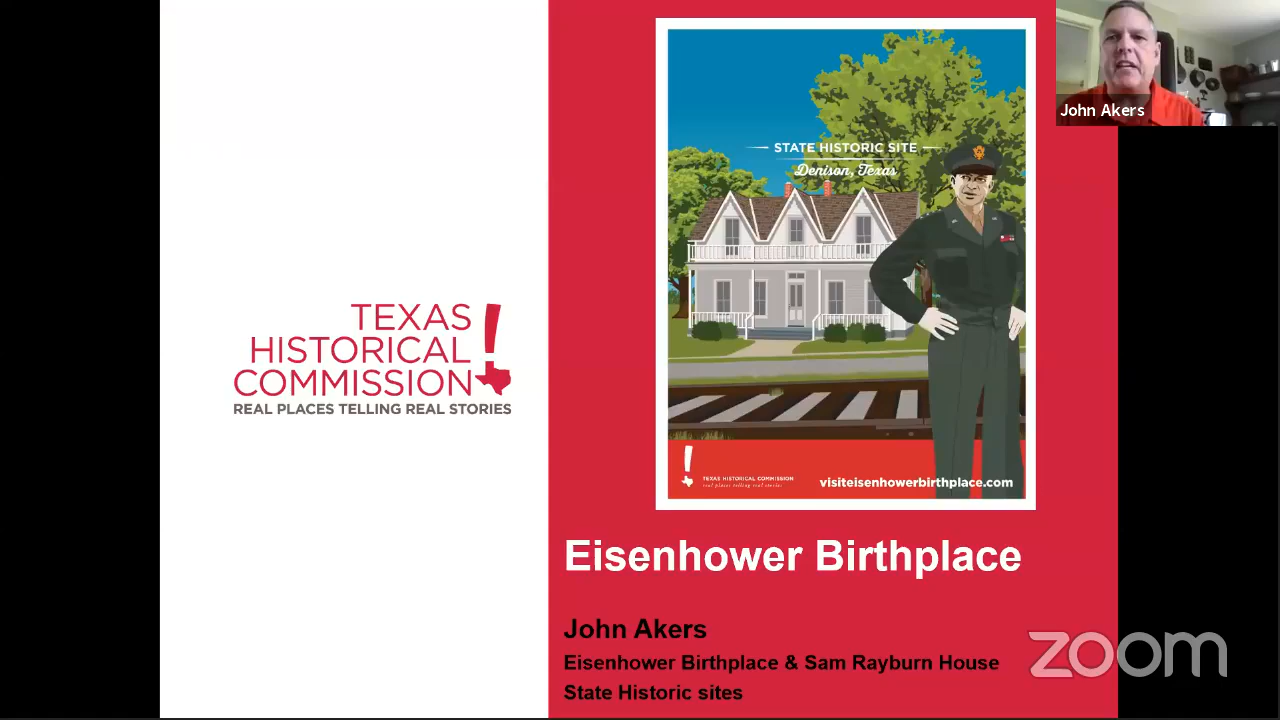 John Akers
STATE HISTORIC SITE
Denison, Texas
TEXAS
HISTORICAL
COMMISSION
REAL PLACES TELLING REAL STORIES
TEXAS HISTORICAL COMMISSION
real places telling real stories
visiteisenhowerbirthplace.com
Eisenhower Birthplace
John Akers
Eisenhower Birthplace & Sam Rayburn House
State Historic sites
zoom